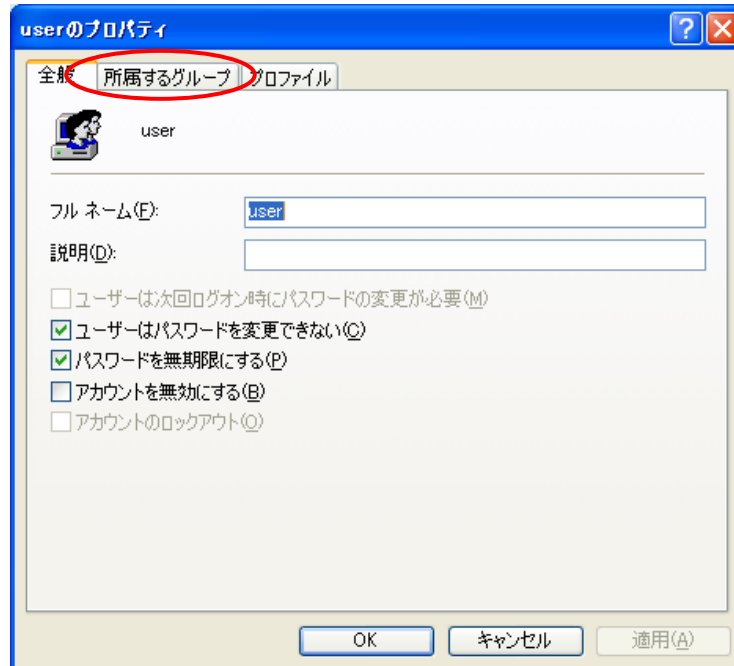 userのプロパティ
全般 所属するグループ プロファイル
user
フル ネーム(F): user
説明(D):
ユーザーは次回ログオン時にパスワードの変更が必要(M)
ユーザーはパスワードを変更できない(C)
パスワードを無期限にする(P)
アカウントを無効にする(B)
アカウントのロックアウト(O)
OK キャンセル 適用(A)